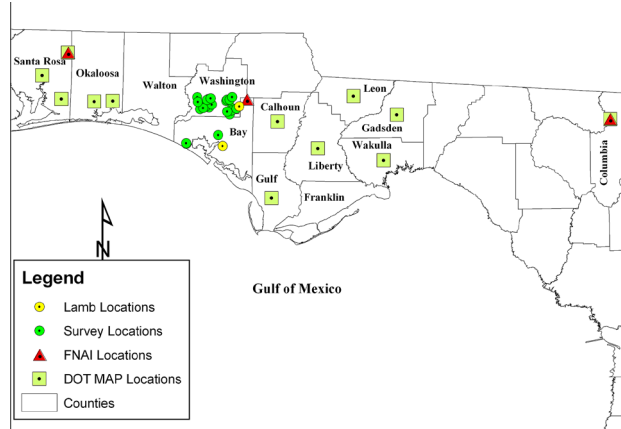 Santa Rosa
Okaloosa
Walton
Washington
Leon
Calhoun
Gadsden
Bay
Wakulla
Liberty
Columbia
Gulf
Franklin
N
Gulf of Mexico
Legend
Lamb Locations
Survey Locations
FNAI Locations
DOT MAP Locations
Counties